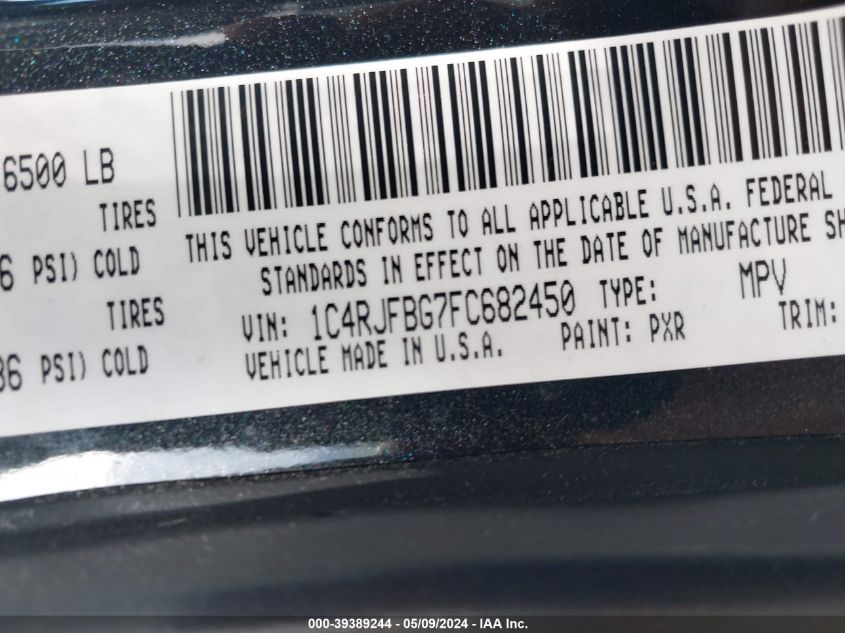 6500 LB
TIRES
6 PSI) COLD
TIRES
36 PSI) COLD
THIS VEHICLE CONFORMS TO ALL APPLICABLE U.S.A. FEDERAL
STANDARDS IN EFFECT ON THE DATE OF MANUFACTURE SH
VIN: 1C4RJFBG7FC682450 TYPE: MPV
VEHICLE MADE IN U.S.A. PAINT: PXR TRIM:
000-39389244 - 05/09/2024 - IAA Inc.